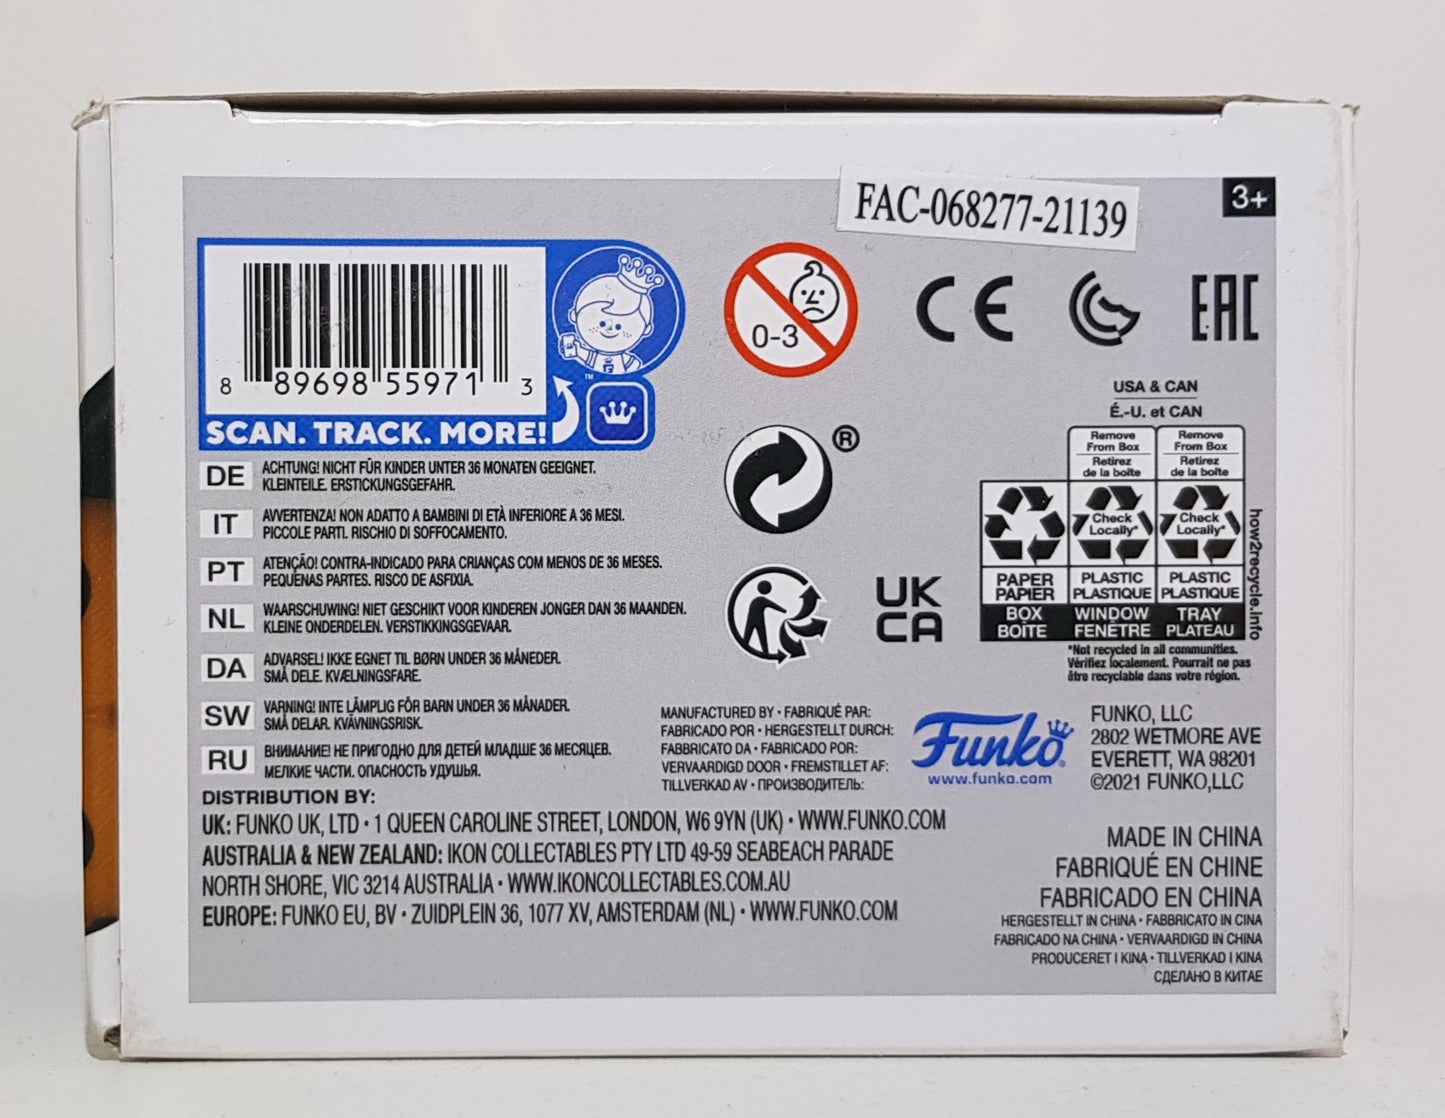 FAC-068277-21139
3+
8 89698 55971 3
™
SCAN. TRACK. MORE!
0-3
CE
EAC
®
UK
CA
USA & CAN
É.-U. et CAN
Remove From Box
Retirez de la boîte
Remove From Box
Retirez de la boîte
Check Locally*
Check Locally*
PAPER
PAPIER
PLASTIC
PLASTIQUE
PLASTIC
PLASTIQUE
BOX
BOÎTE
WINDOW
FENÊTRE
TRAY
PLATEAU
how2recycle.info
*Not recycled in all communities.
Vérifiez localement. Pourrait ne pas
être recyclable dans votre région.
DE ACHTUNG! NICHT FÜR KINDER UNTER 36 MONATEN GEEIGNET.
KLEINTEILE. ERSTICKUNGSGEFAHR.
IT AVVERTENZA! NON ADATTO A BAMBINI DI ETÀ INFERIORE A 36 MESI.
PICCOLE PARTI. RISCHIO DI SOFFOCAMENTO.
PT ATENÇÃO! CONTRA-INDICADO PARA CRIANÇAS COM MENOS DE 36 MESES.
PEQUENAS PARTES. RISCO DE ASFIXIA.
NL WAARSCHUWING! NIET GESCHIKT VOOR KINDEREN JONGER DAN 36 MAANDEN.
KLEINE ONDERDELEN. VERSTIKKINGSGEVAAR.
DA ADVARSEL! IKKE EGNET TIL BØRN UNDER 36 MÅNEDER.
SMÅ DELE. KVÆLNINGSFARE.
SW VARNING! INTE LÄMPLIG FÖR BARN UNDER 36 MÅNADER.
SMÅ DELAR. KVÄVNINGSRISK.
RU ВНИМАНИЕ! НЕ ПРИГОДНО ДЛЯ ДЕТЕЙ МЛАДШЕ 36 МЕСЯЦЕВ.
МЕЛКИЕ ЧАСТИ. ОПАСНОСТЬ УДУШЬЯ.
MANUFACTURED BY • FABRIQUÉ PAR:
FABRICADO POR • HERGESTELLT DURCH:
FABBRICATO DA • FABRICADO POR:
VERVAARDIGD DOOR • FREMSTILLET AF:
TILLVERKAD AV • ПРОИЗВОДИТЕЛЬ:
Funko®
www.funko.com
FUNKO, LLC
2802 WETMORE AVE
EVERETT, WA 98201
©2021 FUNKO,LLC
DISTRIBUTION BY:
UK: FUNKO UK, LTD • 1 QUEEN CAROLINE STREET, LONDON, W6 9YN (UK) • WWW.FUNKO.COM
AUSTRALIA & NEW ZEALAND: IKON COLLECTABLES PTY LTD 49-59 SEABEACH PARADE
NORTH SHORE, VIC 3214 AUSTRALIA • WWW.IKONCOLLECTABLES.COM.AU
EUROPE: FUNKO EU, BV • ZUIDPLEIN 36, 1077 XV, AMSTERDAM (NL) • WWW.FUNKO.COM
MADE IN CHINA
FABRIQUÉ EN CHINE
FABRICADO EN CHINA
HERGESTELLT IN CHINA • FABBRICATO IN CINA
FABRICADO NA CHINA • VERVAARDIGD IN CHINA
PRODUCERET I KINA • TILLVERKAD I KINA
СДЕЛАНО В КИТАЕ